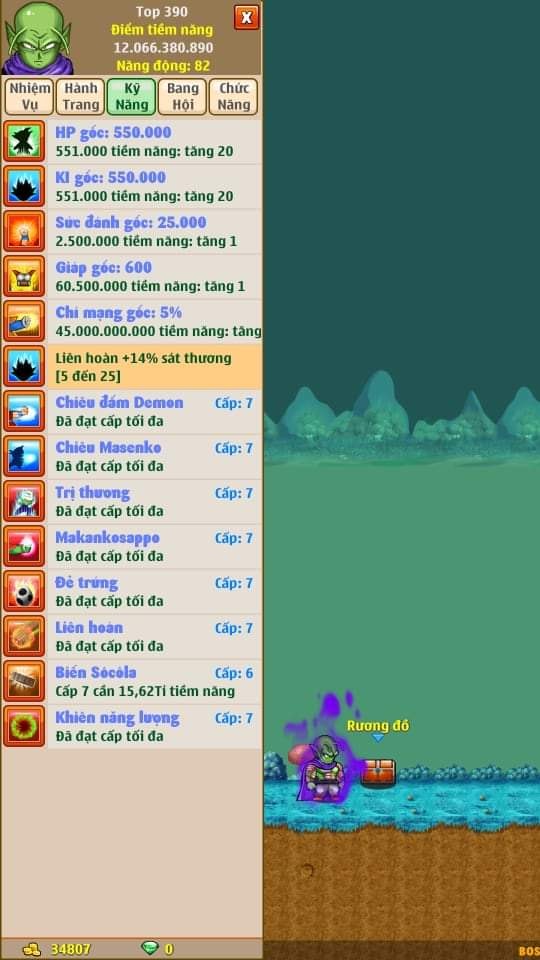 Top 390
Điểm tiềm năng
12.066.380.890
Năng động: 82
X
Nhiệm Vụ
Hành Trang
Kỹ Năng
Bang Hội
Chức Năng
HP gốc: 550.000
551.000 tiềm năng: tăng 20
KI gốc: 550.000
551.000 tiềm năng: tăng 20
Sức đánh gốc: 25.000
2.500.000 tiềm năng: tăng 1
Giáp gốc: 600
60.500.000 tiềm năng: tăng 1
Chí mạng gốc: 5%
45.000.000.000 tiềm năng: tăng
Liên hoàn +14% sát thương
[5 đến 25]
Chiêu đấm Demon Cấp: 7
Đã đạt cấp tối đa
Chiêu Masenko Cấp: 7
Đã đạt cấp tối đa
Trị thương Cấp: 7
Đã đạt cấp tối đa
Makankosappo Cấp: 7
Đã đạt cấp tối đa
Đẻ trứng Cấp: 7
Đã đạt cấp tối đa
Liên hoàn Cấp: 7
Đã đạt cấp tối đa
Biến Sôcôla Cấp: 6
Cấp 7 cần 15,62Tỉ tiềm năng
Khiên năng lượng Cấp: 7
Đã đạt cấp tối đa
Rương đồ
34807
0
BOS